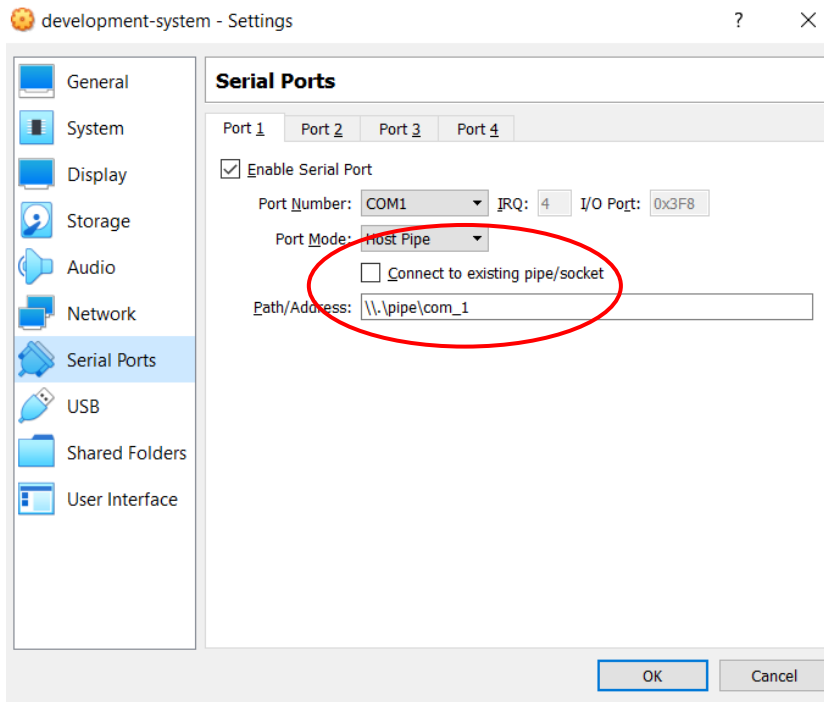 development-system - Settings ? ×
General
System
Display
Storage
Audio
Network
Serial Ports
USB
Shared Folders
User Interface
Serial Ports
Port 1 Port 2 Port 3 Port 4
Enable Serial Port
Port Number: COM1 IRQ: 4 I/O Port: 0x3F8
Port Mode: Host Pipe
Connect to existing pipe/socket
Path/Address: \\.\pipe\com_1
OK Cancel